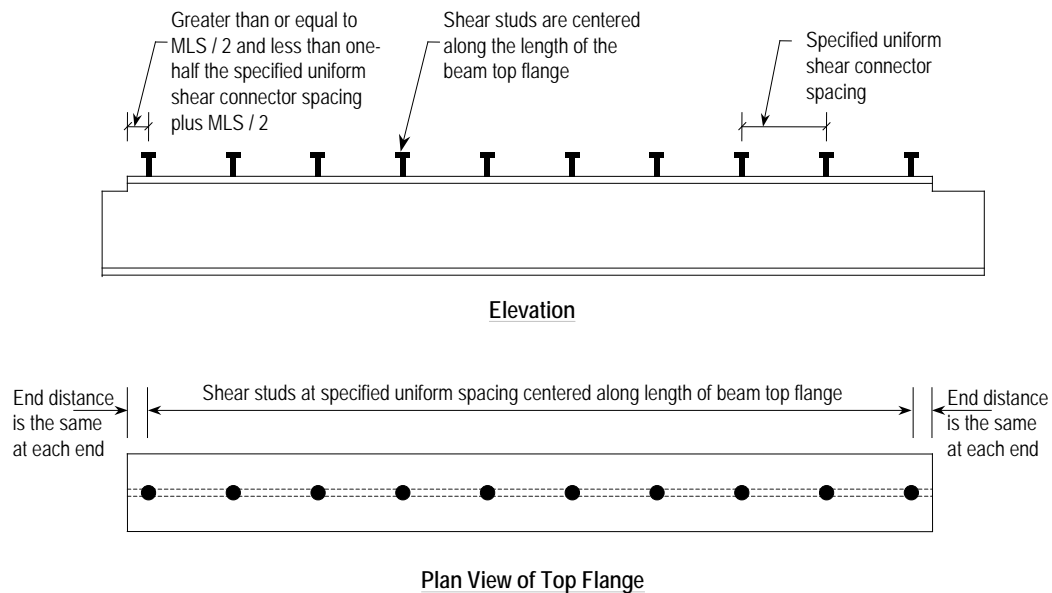 Greater than or equal to
MLS / 2 and less than one-
half the specified uniform
shear connector spacing
plus MLS / 2
Shear studs are centered
along the length of the
beam top flange
Specified uniform
shear connector
spacing
Elevation
End distance
is the same
at each end
Shear studs at specified uniform spacing centered along length of beam top flange
End distance
is the same
at each end
Plan View of Top Flange